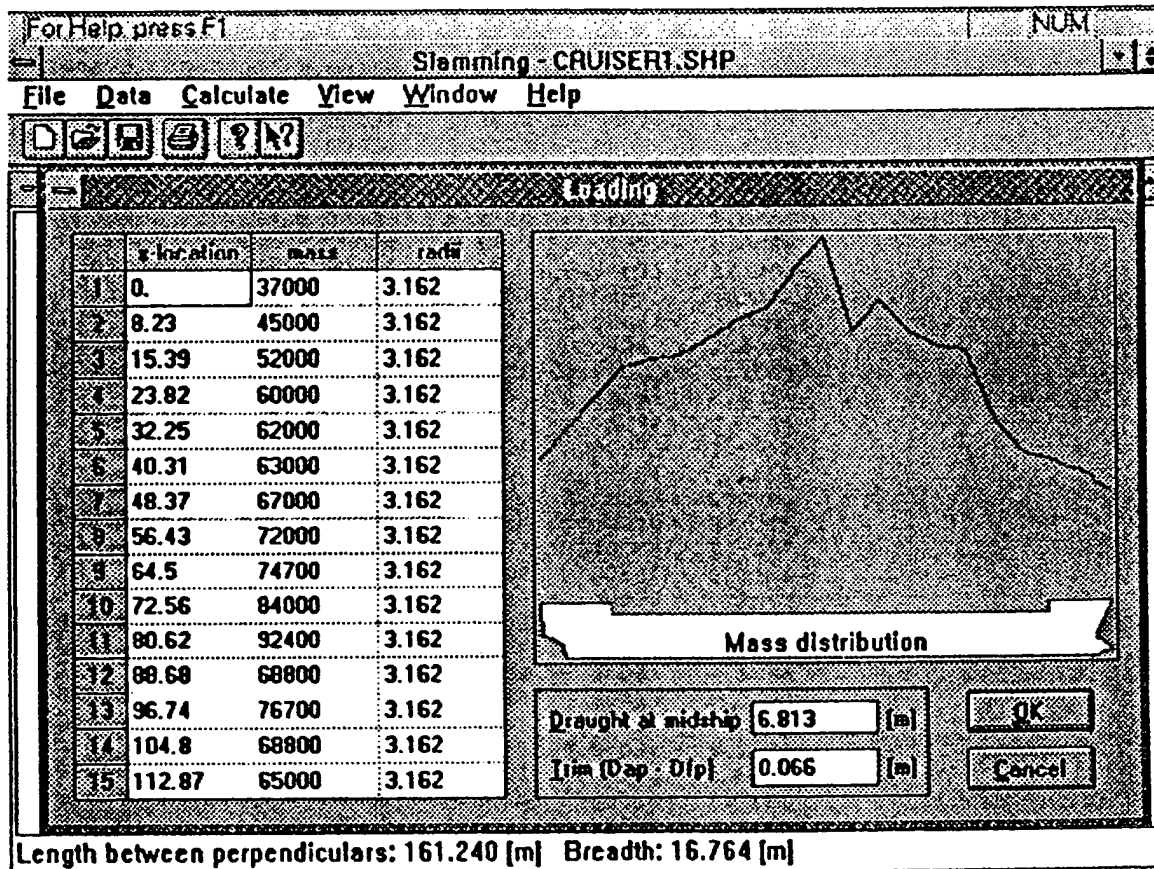 For Help, press F1 NUM
Slamming - CRUISER1.SHP
File Data Calculate View Window Help
Loading
x-location mass radii
1 0. 37000 3.162
2 8.23 45000 3.162
3 15.39 52000 3.162
4 23.82 60000 3.162
5 32.25 62000 3.162
6 40.31 63000 3.162
7 48.37 67000 3.162
8 56.43 72000 3.162
9 64.5 74700 3.162
10 72.56 84000 3.162
11 80.62 92400 3.162
12 88.68 68800 3.162
13 96.74 76700 3.162
14 104.8 68800 3.162
15 112.87 65000 3.162
Mass distribution
Draught at midship 6.813 [m]
Trim (Dap - Dfp) 0.066 [m]
OK
Cancel
Length between perpendiculars: 161.240 [m] Breadth: 16.764 [m]